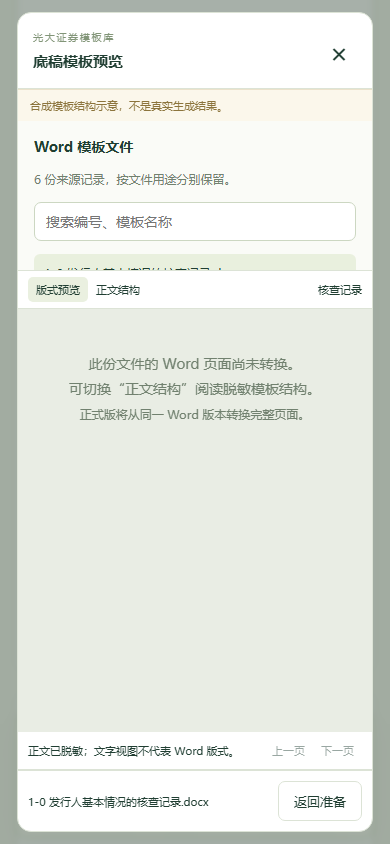 光大证券模板库
底稿模板预览
合成模板结构示意，不是真实生成结果。
Word 模板文件
6 份来源记录，按文件用途分别保留。
搜索编号、模板名称
版式预览 正文结构 核查记录
此份文件的 Word 页面尚未转换。
可切换“正文结构”阅读脱敏模板结构。
正式版将从同一 Word 版本转换完整页面。
正文已脱敏；文字视图不代表 Word 版式。 上一页 下一页
1-0 发行人基本情况的核查记录.docx 返回准备